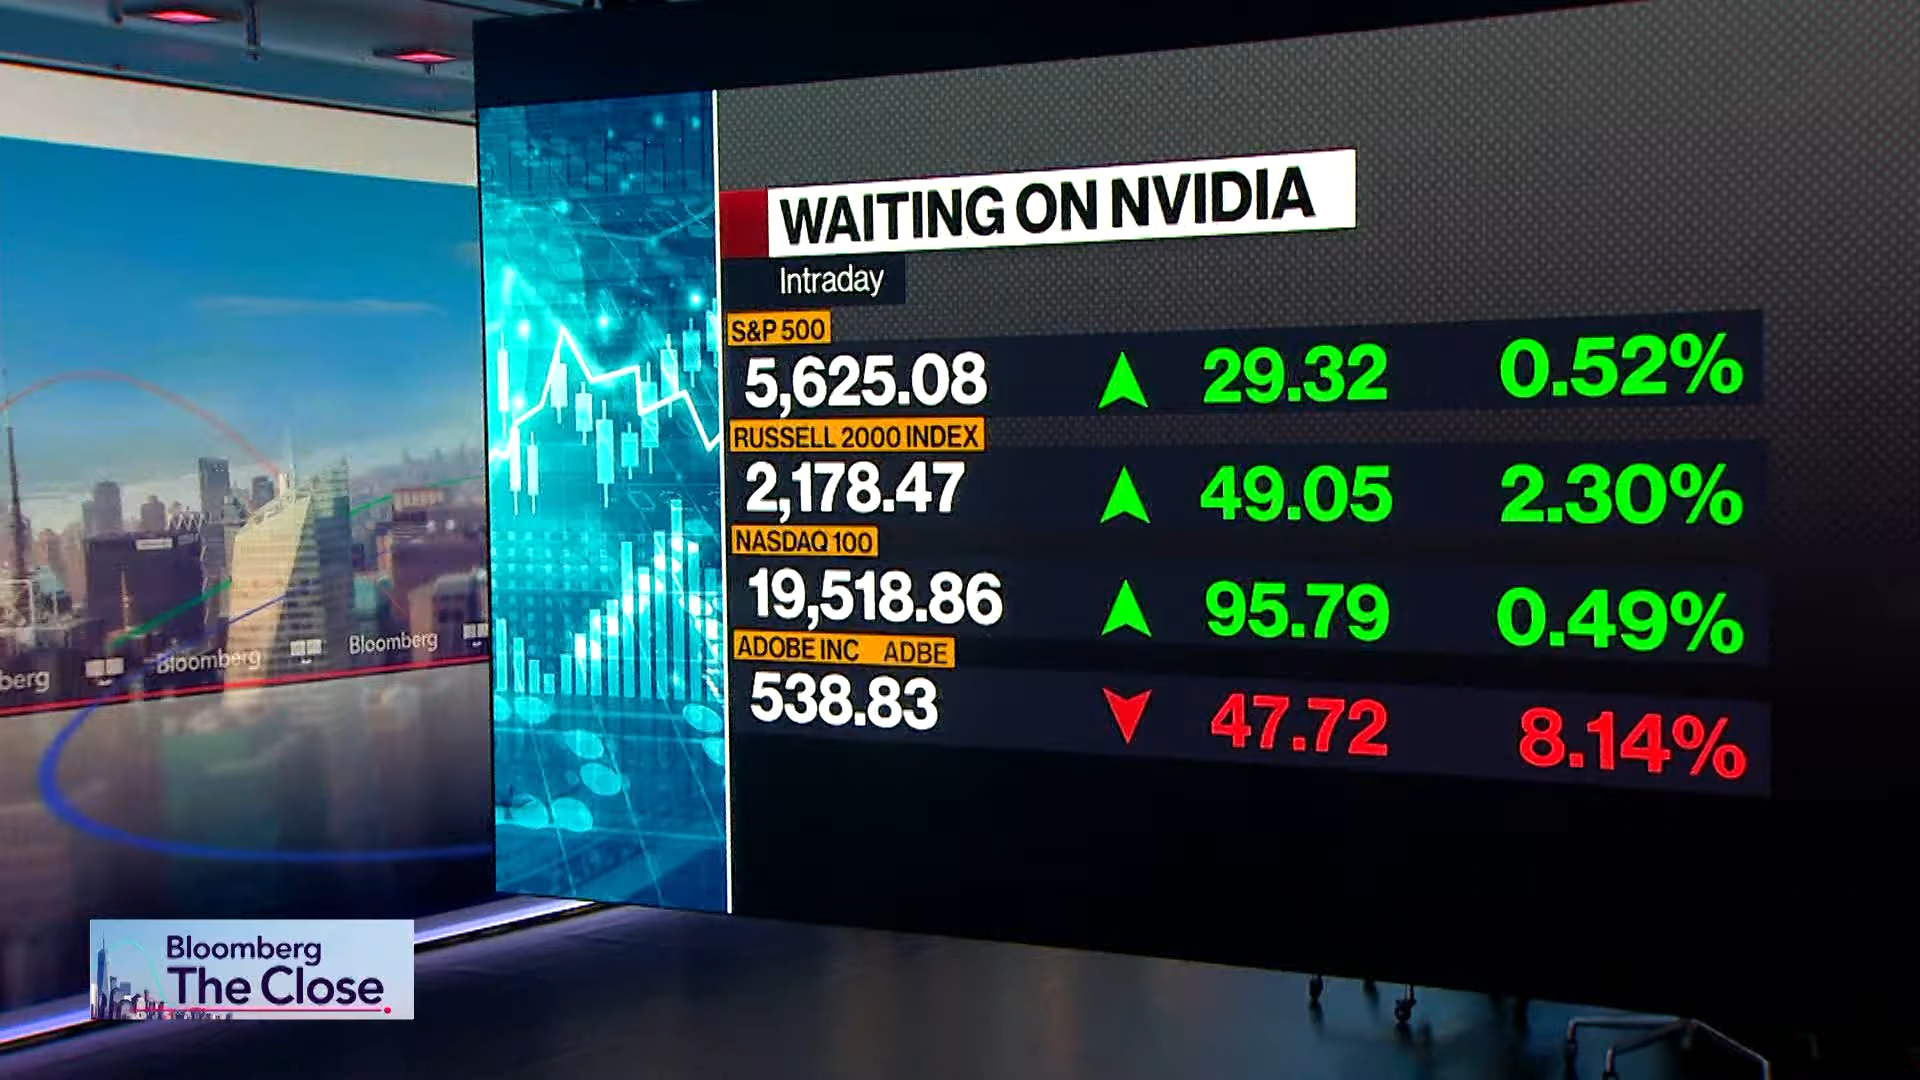 WAITING ON NVIDIA
Intraday
S&P 500
5,625.08 29.32 0.52%
RUSSELL 2000 INDEX
2,178.47 49.05 2.30%
NASDAQ 100
19,518.86 95.79 0.49%
ADOBE INC ADBE
538.83 47.72 8.14%
berg Bloomberg Bloomberg
Bloomberg
The Close